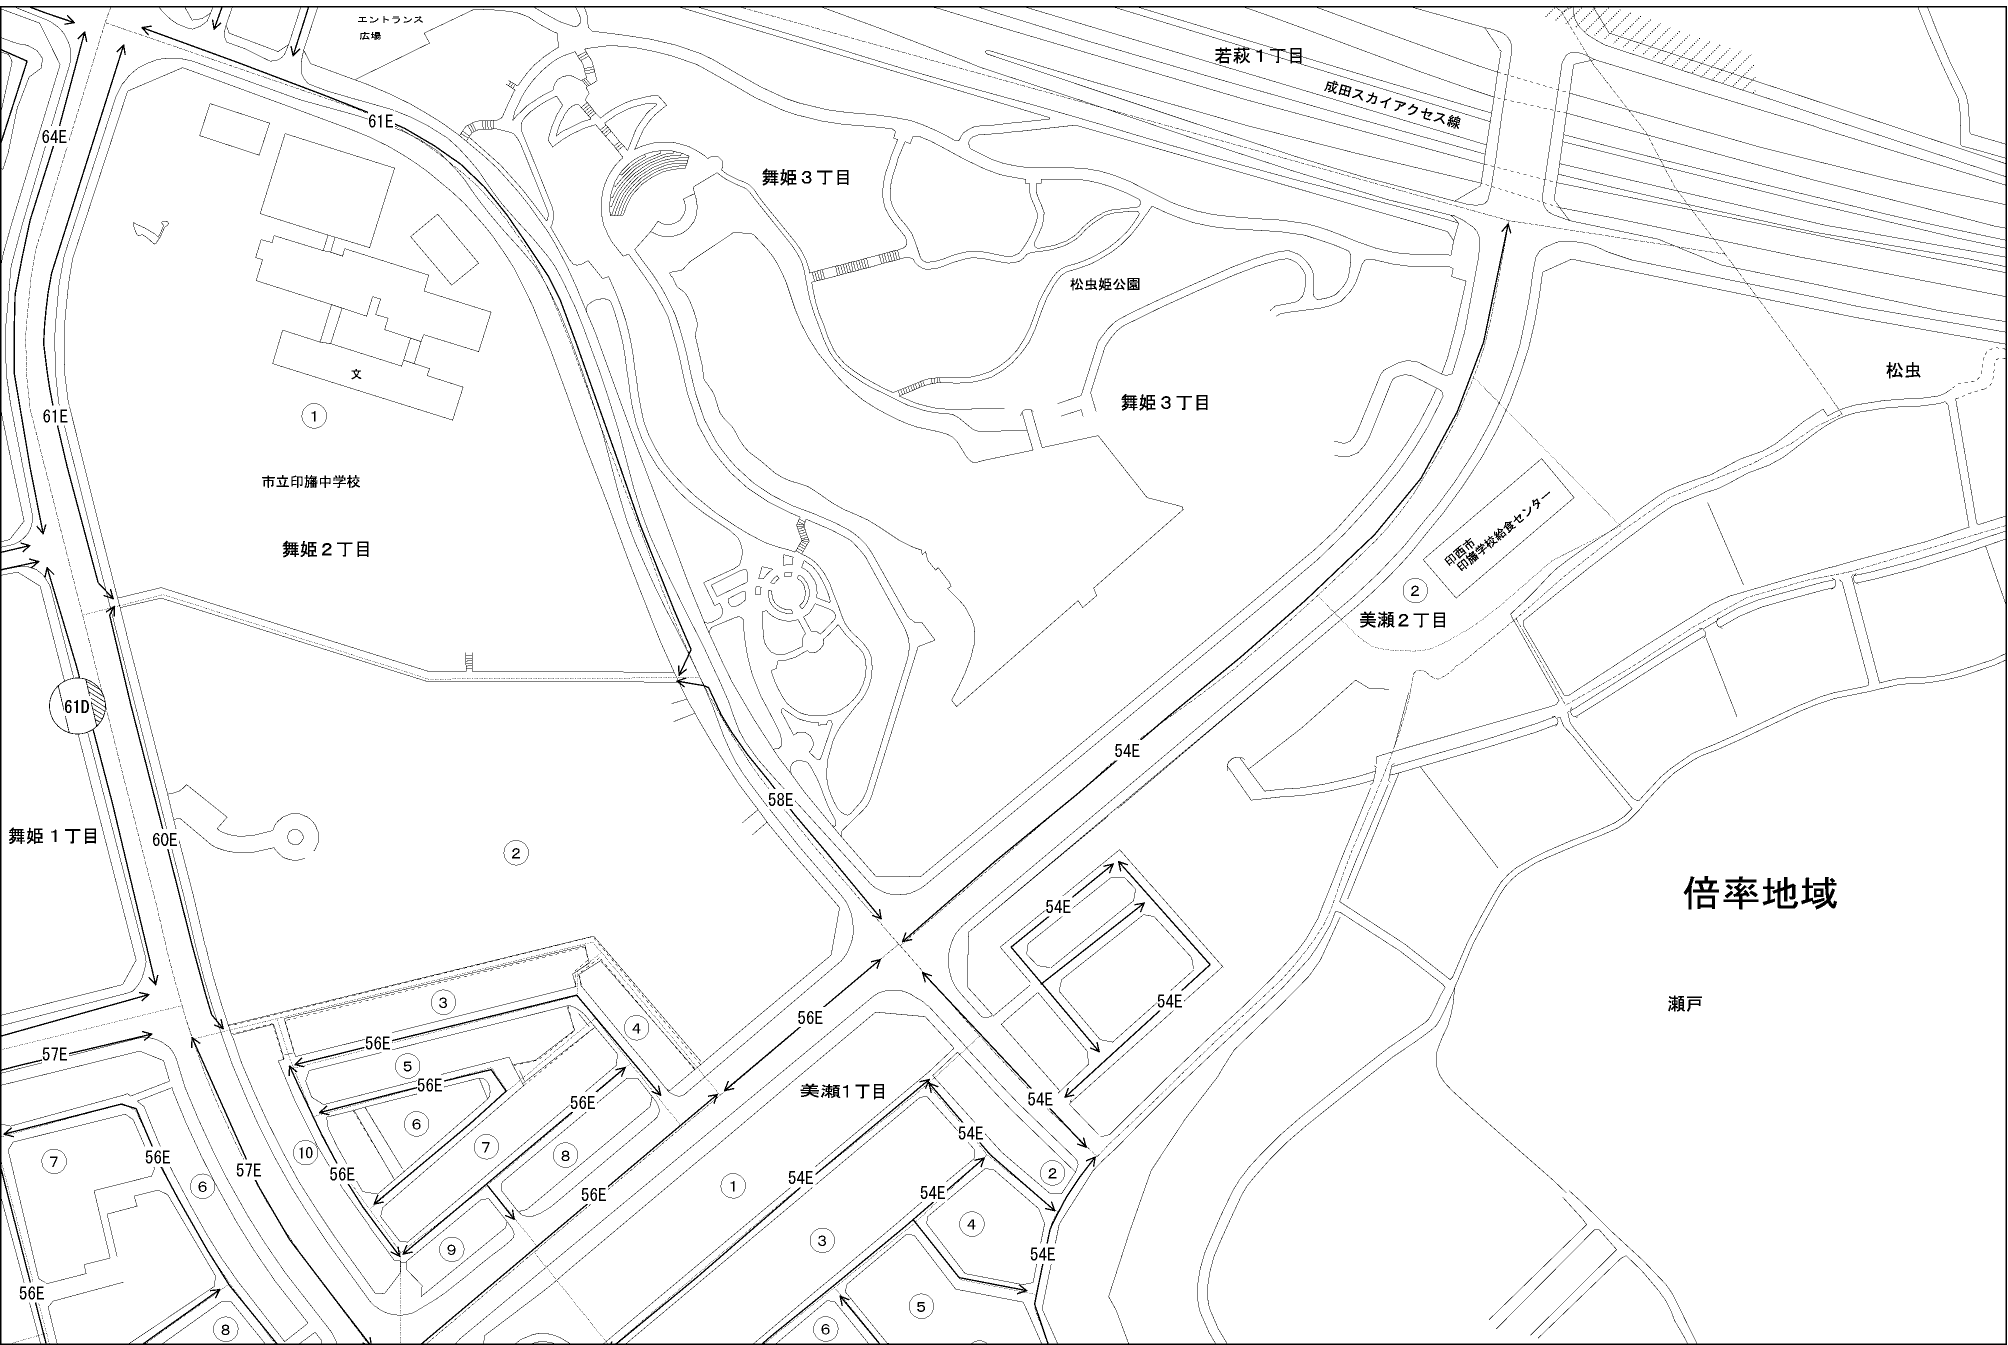 エントランス
広場
若萩１丁目
成田スカイアクセス線
61E
64E
舞姫３丁目
松虫姫公園
文
松虫
舞姫３丁目
61E
①
市立印旛中学校
舞姫２丁目
印西市
印旛学校給食センター
②
美瀬２丁目
61D
54E
58E
舞姫１丁目
60E
②
倍率地域
54E
③
54E
瀬戸
56E
④
56E
57E
⑤
56E
美瀬１丁目
54E
56E
⑥
54E
⑦
⑩
⑦
56E
57E
56E
⑧
②
⑥
56E
①
54E
54E
④
⑨
③
54E
56E
⑤
⑧
⑥